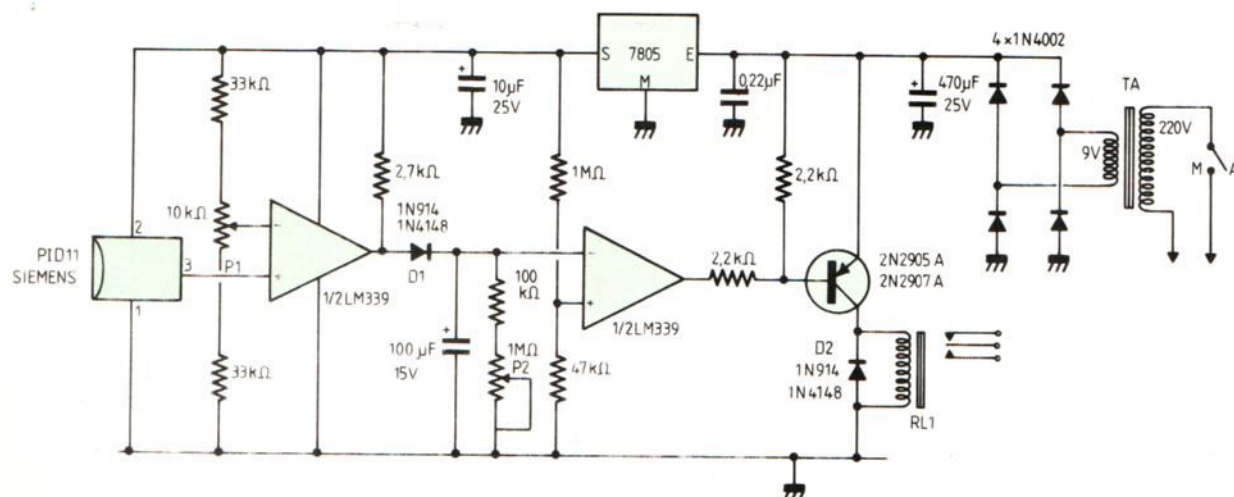 S 7805 E
M
4 x 1N4002
33kΩ
10µF
25V
0,22µF
470µF
25V
TA
220V
9V
M A
2,7kΩ
1MΩ
2,2kΩ
1N914
1N4148
D1
10kΩ
P1
2
3
1
PID11
SIEMENS
-
+
1/2LM339
100
kΩ
-
+
1/2LM339
2,2kΩ
2N2905 A
2N2907 A
33kΩ
+
100µF
15V
1MΩ
P2
47kΩ
D2
1N914
1N4148
RL1
+
+